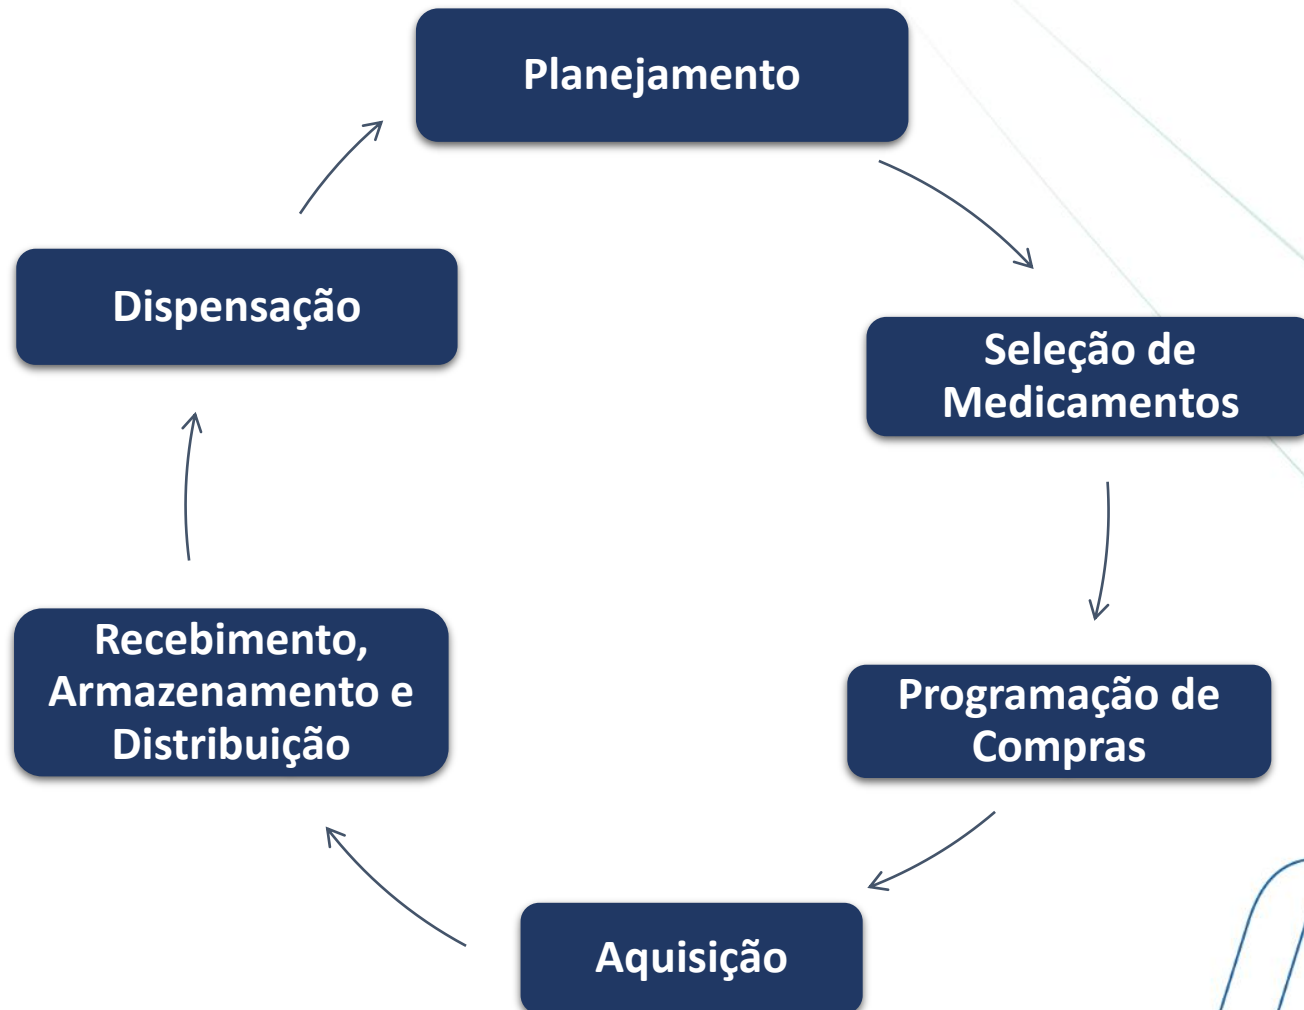 Planejamento
Seleção de
Medicamentos
Programação de
Compras
Aquisição
Recebimento,
Armazenamento e
Distribuição
Dispensação